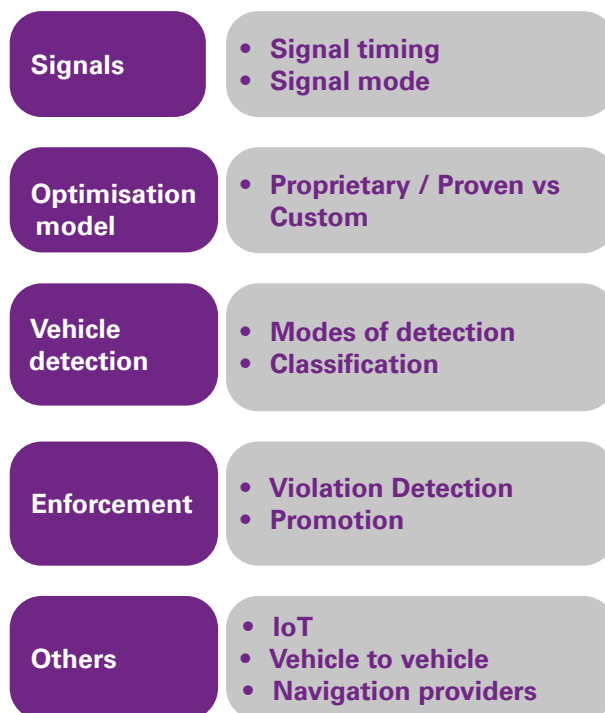 Signals
• Signal timing
• Signal mode
Optimisation
model
• Proprietary / Proven vs
Custom
Vehicle
detection
• Modes of detection
• Classification
Enforcement
• Violation Detection
• Promotion
Others
• IoT
• Vehicle to vehicle
• Navigation providers